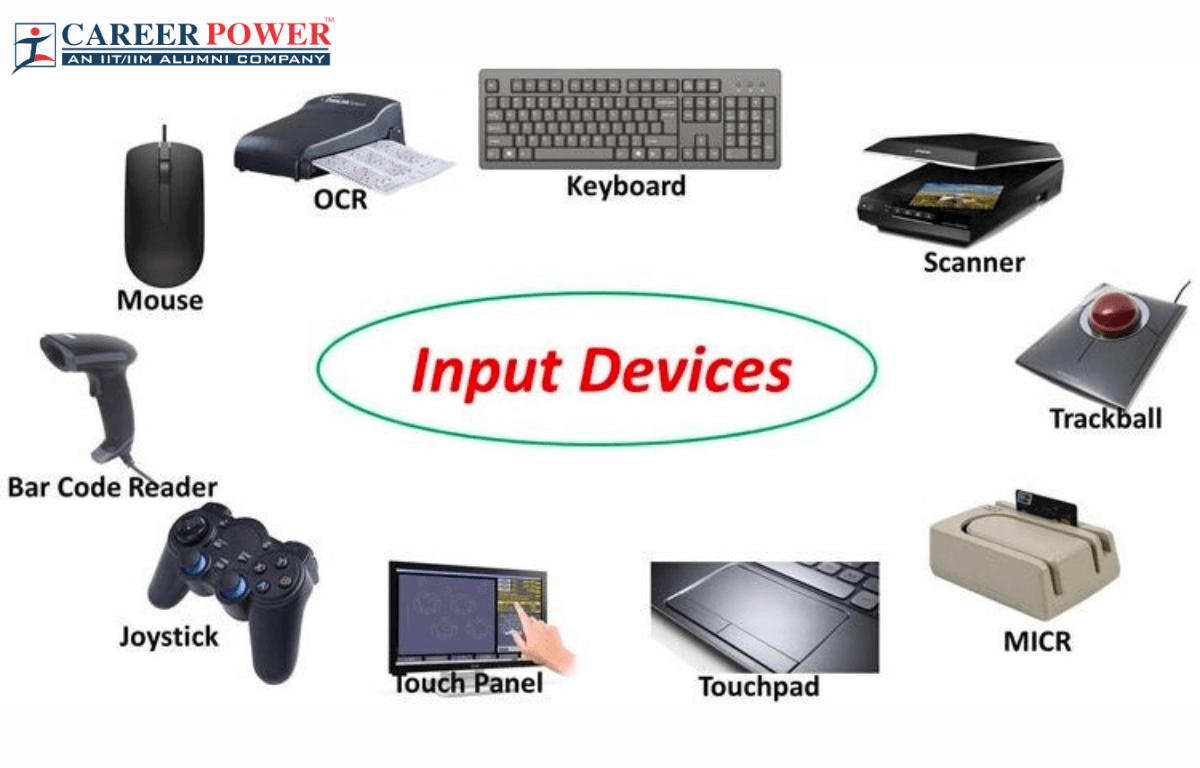 CAREER POWER™
AN IIT/IIM ALUMNI COMPANY
OCR
Keyboard
Scanner
Mouse
Input Devices
Trackball
Bar Code Reader
Joystick
MICR
Touch Panel
Touchpad